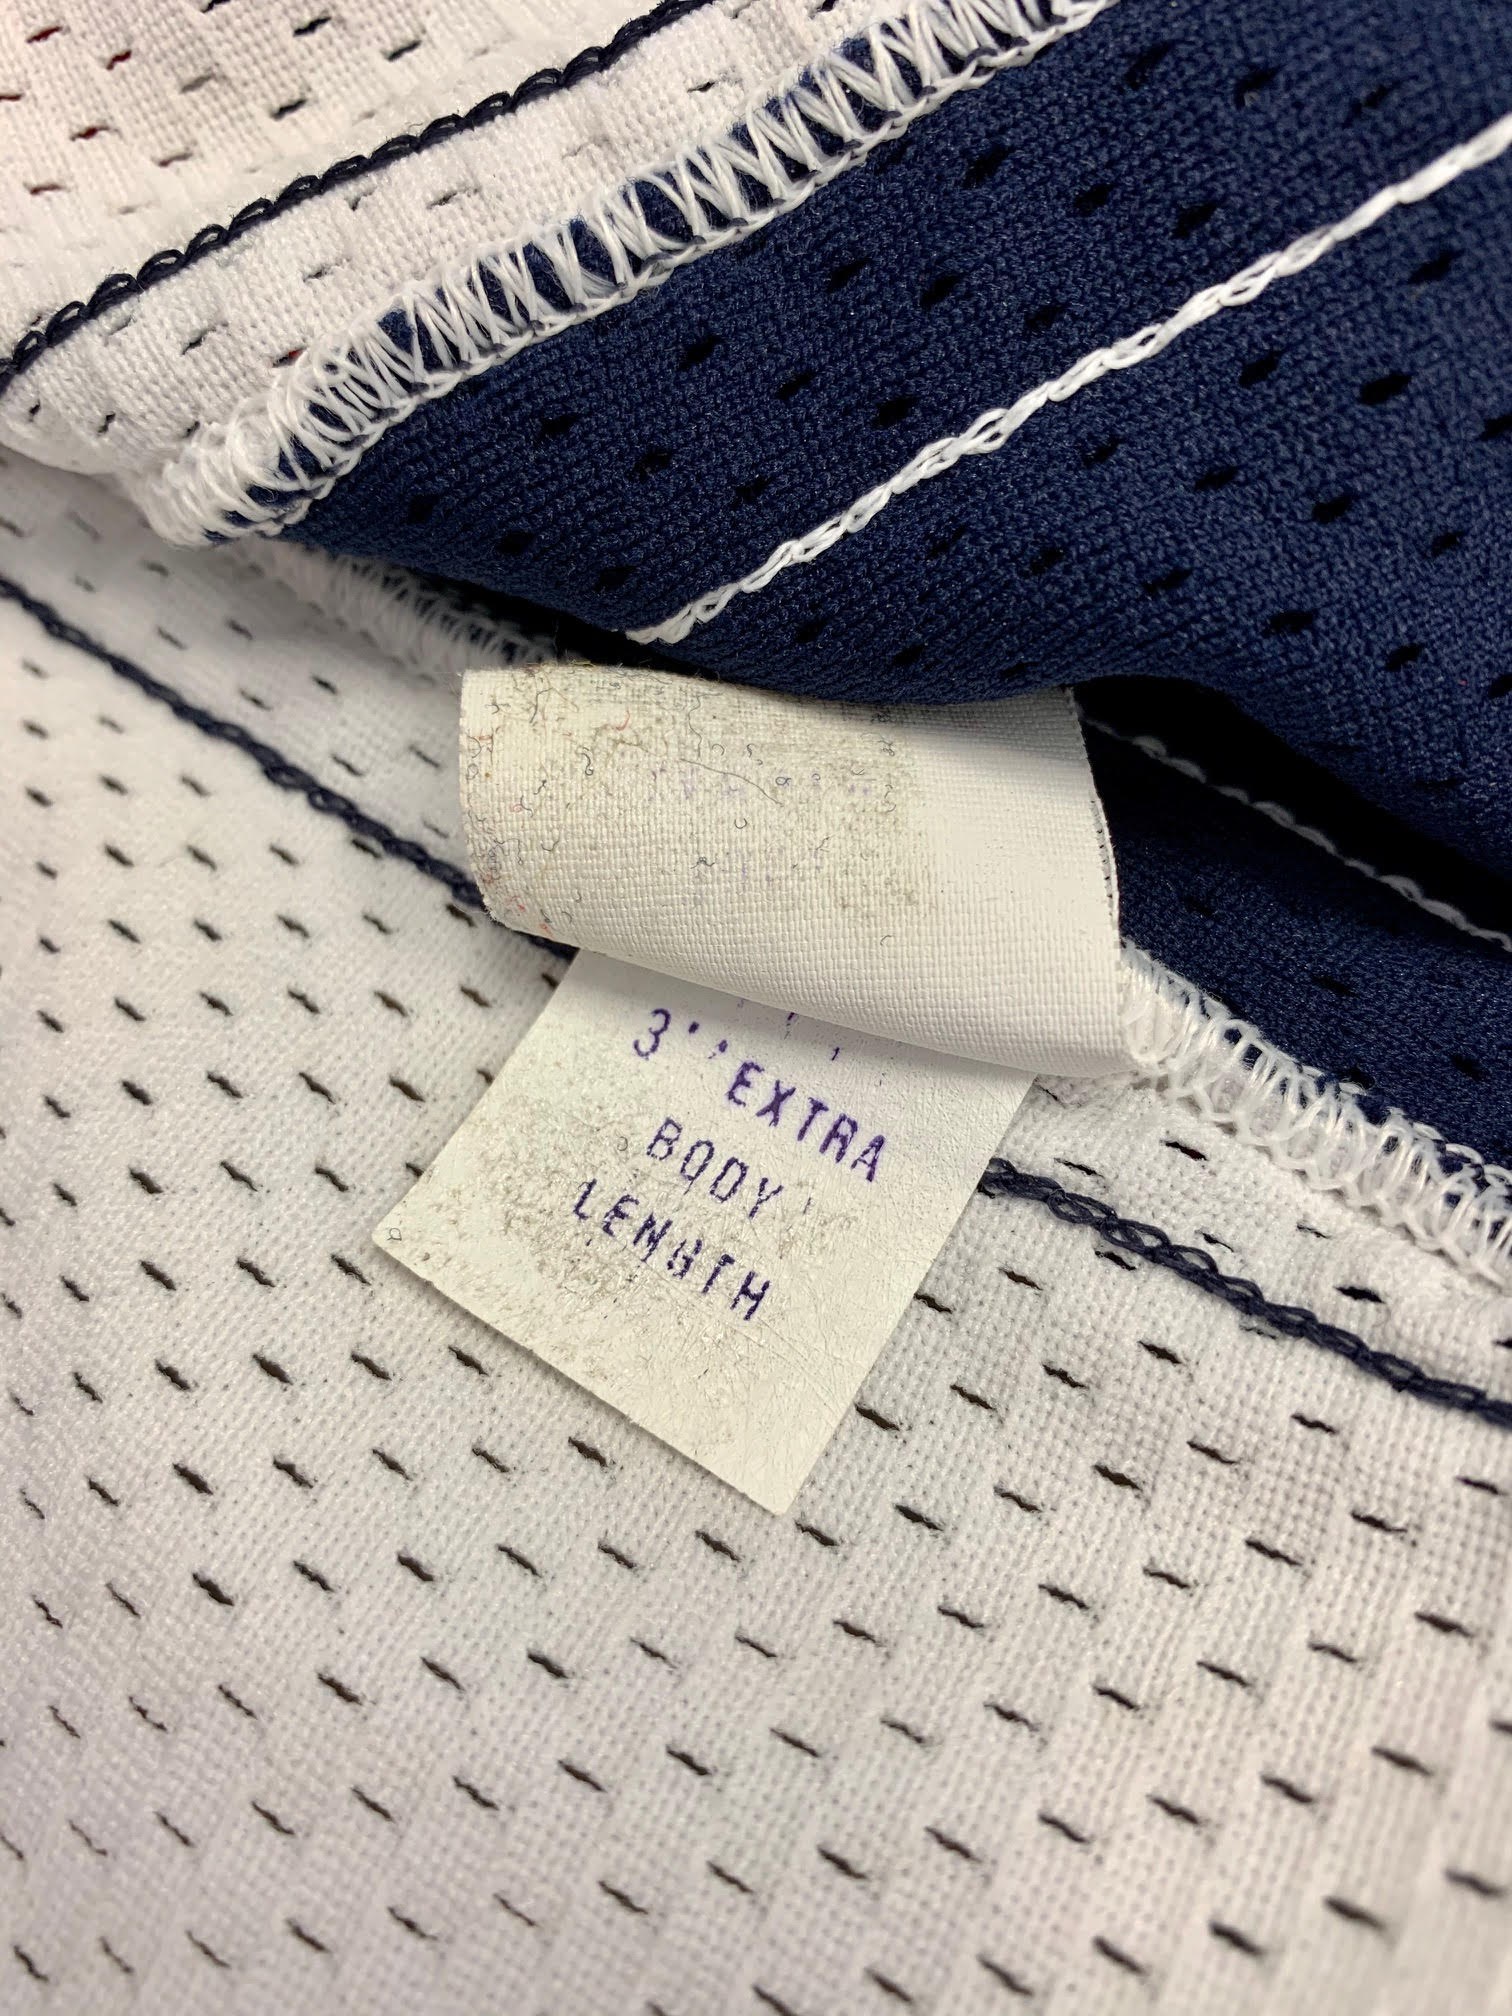 3" EXTRA
BODY
LENGTH